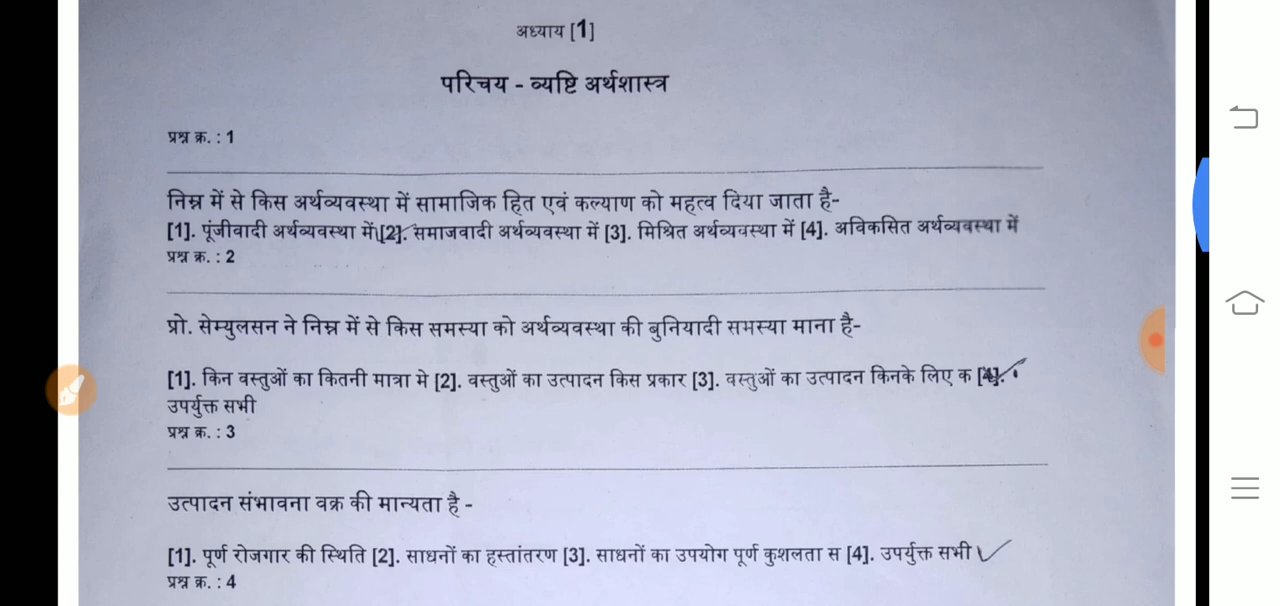 अध्याय [1]
परिचय - व्यष्टि अर्थशास्त्र
प्रश्न क्र. : 1
निम्न में से किस अर्थव्यवस्था में सामाजिक हित एवं कल्याण को महत्व दिया जाता है-
[1]. पूंजीवादी अर्थव्यवस्था में [2]. समाजवादी अर्थव्यवस्था में [3]. मिश्रित अर्थव्यवस्था में [4]. अविकसित अर्थव्यवस्था में
प्रश्न क्र. : 2
प्रो. सेम्युलसन ने निम्न में से किस समस्या को अर्थव्यवस्था की बुनियादी समस्या माना है-
[1]. किन वस्तुओं का कितनी मात्रा मे [2]. वस्तुओं का उत्पादन किस प्रकार [3]. वस्तुओं का उत्पादन किनके लिए क [4].
उपर्युक्त सभी
प्रश्न क्र. : 3
उत्पादन संभावना वक्र की मान्यता है -
[1]. पूर्ण रोजगार की स्थिति [2]. साधनों का हस्तांतरण [3]. साधनों का उपयोग पूर्ण कुशलता स [4]. उपर्युक्त सभी
प्रश्न क्र. : 4